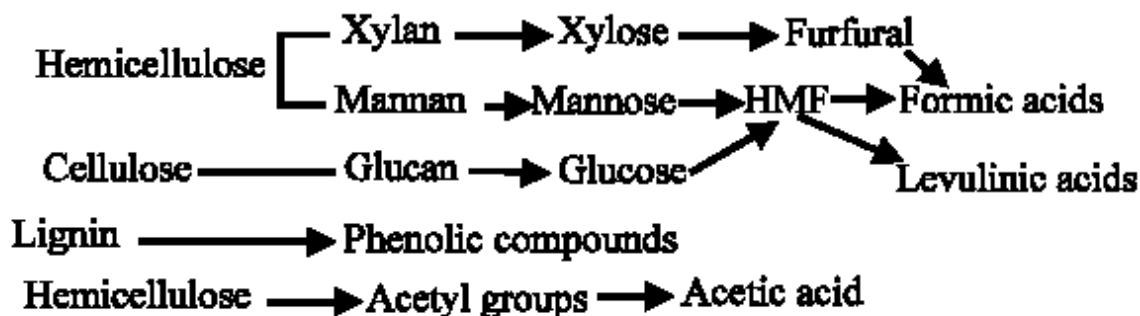 Xylan Xylose Furfural
Hemicellulose
Mannan Mannose HMF Formic acids
Cellulose Glucan Glucose
Levulinic acids
Lignin Phenolic compounds
Hemicellulose Acetyl groups Acetic acid